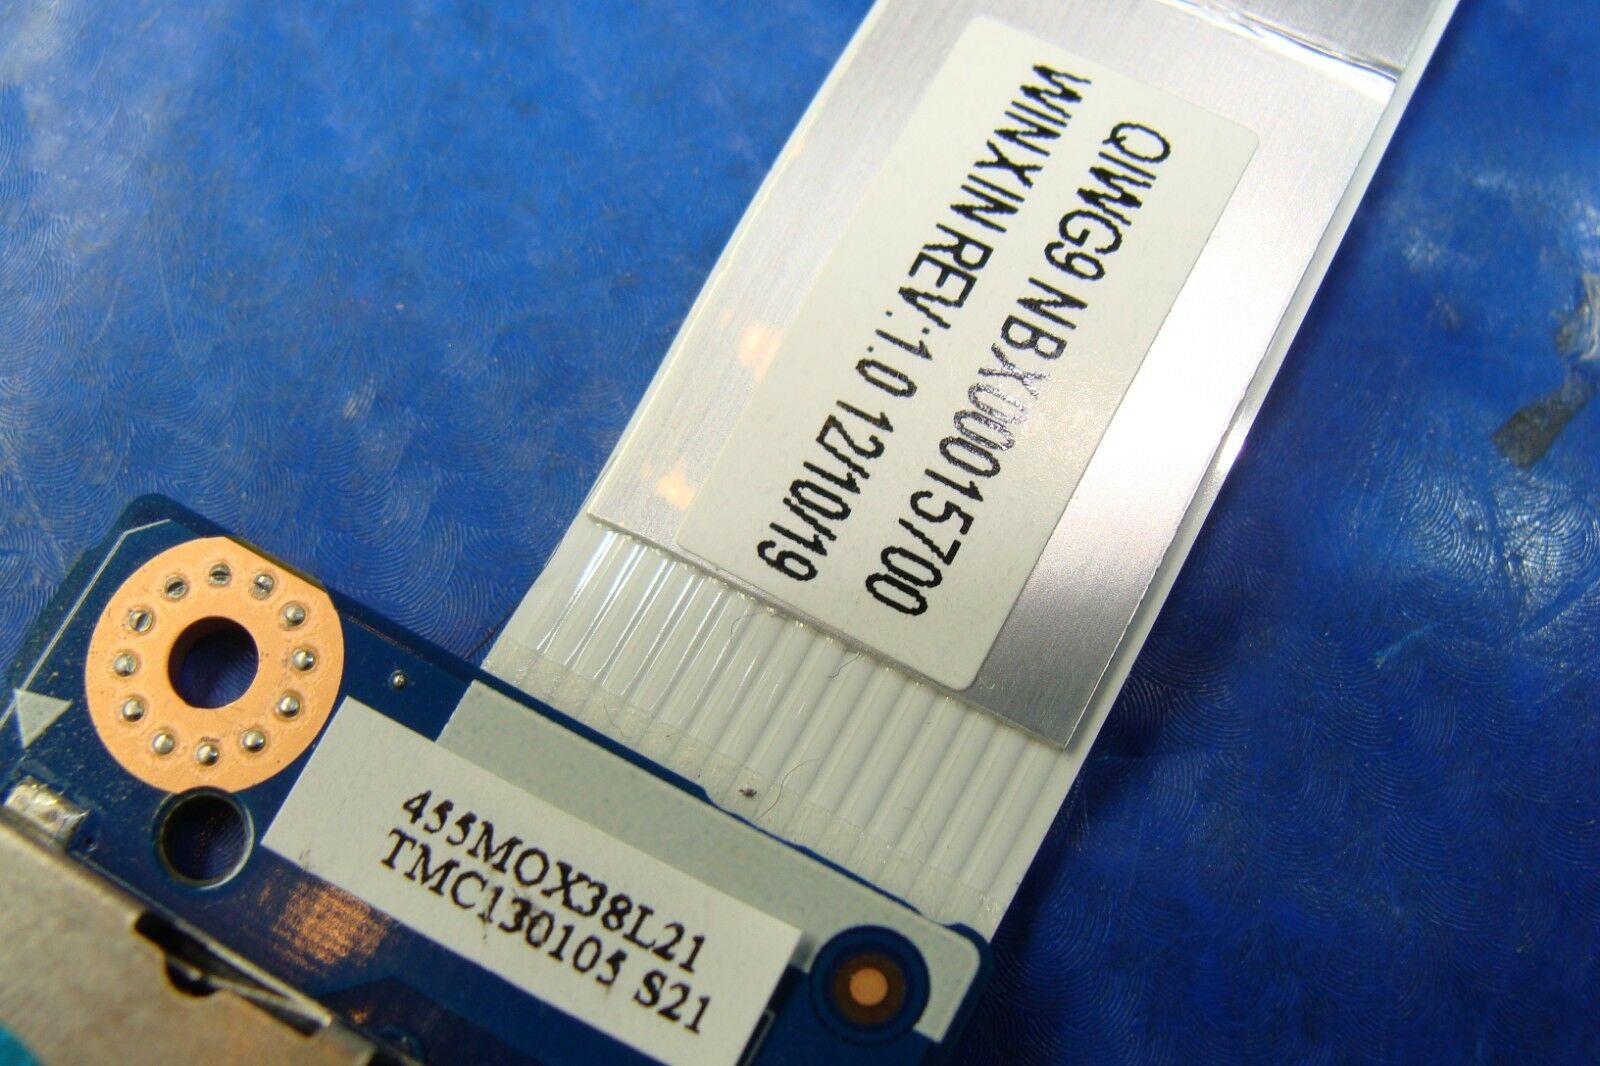 QIWG9 NBX00015700
WINXIN REV:1.0 12/10/19
455MOX38L21
TMC130105 S21